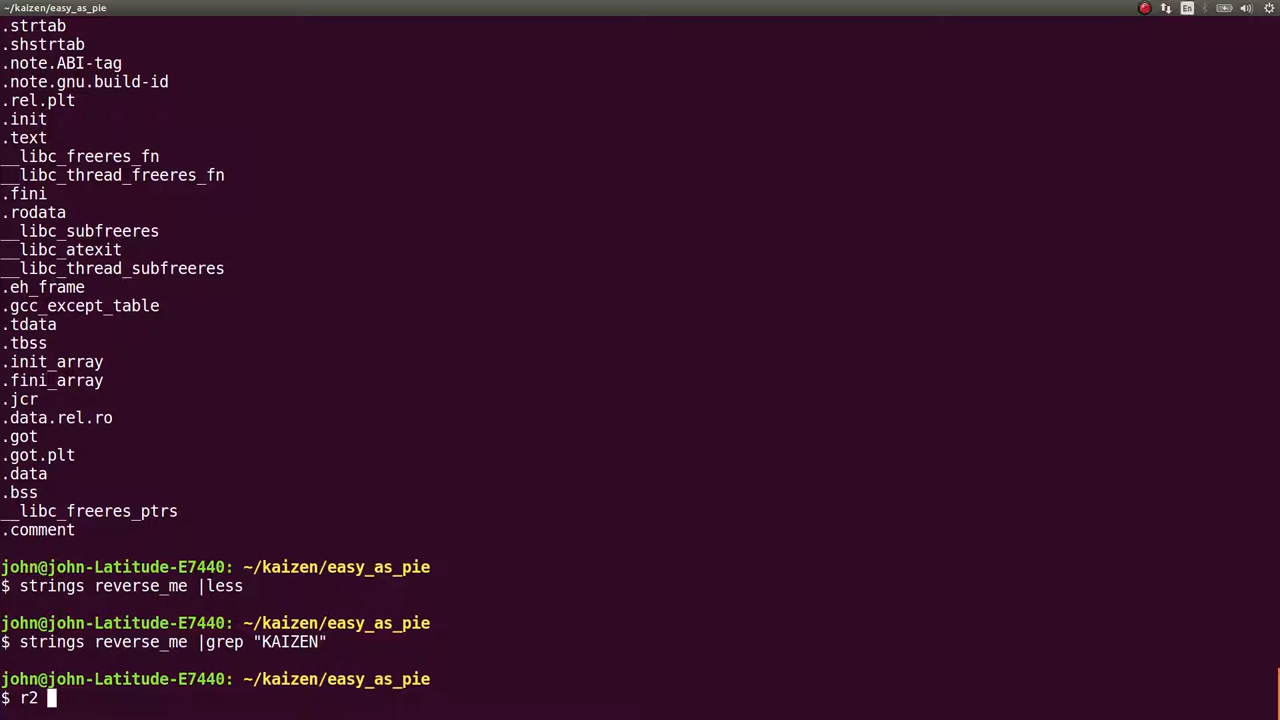 ~/kaizen/easy_as_pie
En
.strtab
.shstrtab
.note.ABI-tag
.note.gnu.build-id
.rel.plt
.init
.text
__libc_freeres_fn
__libc_thread_freeres_fn
.fini
.rodata
__libc_subfreeres
__libc_atexit
__libc_thread_subfreeres
.eh_frame
.gcc_except_table
.tdata
.tbss
.init_array
.fini_array
.jcr
.data.rel.ro
.got
.got.plt
.data
.bss
__libc_freeres_ptrs
.comment
john@john-Latitude-E7440: ~/kaizen/easy_as_pie
$ strings reverse_me |less
john@john-Latitude-E7440: ~/kaizen/easy_as_pie
$ strings reverse_me |grep "KAIZEN"
john@john-Latitude-E7440: ~/kaizen/easy_as_pie
$ r2